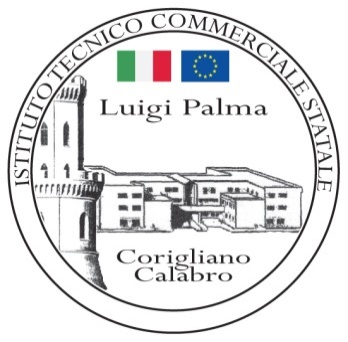 ISTITUTO TECNICO COMMERCIALE STATALE
Luigi Palma
Corigliano
Calabro